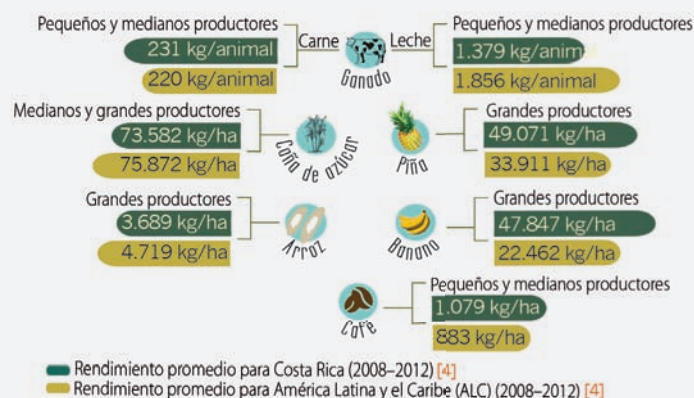 Pequeños y medianos productores
231 kg/animal
220 kg/animal
Carne
Ganado
Leche
Pequeños y medianos productores
1.379 kg/animal
1.856 kg/animal
Medianos y grandes productores
73.582 kg/ha
75.872 kg/ha
Caña de azúcar
Piña
Grandes productores
49.071 kg/ha
33.911 kg/ha
Grandes productores
3.689 kg/ha
4.719 kg/ha
Arroz
Banano
Grandes productores
47.847 kg/ha
22.462 kg/ha
Café
Pequeños y medianos productores
1.079 kg/ha
883 kg/ha
Rendimiento promedio para Costa Rica (2008–2012) [4]
Rendimiento promedio para América Latina y el Caribe (ALC) (2008–2012) [4]